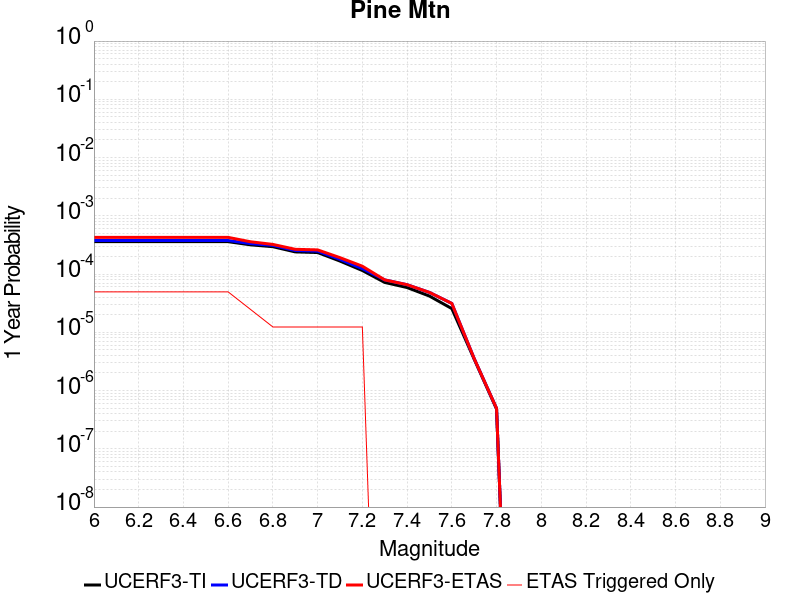 Pine Mtn
10^0
10^-1
10^-2
10^-3
10^-4
10^-5
10^-6
10^-7
10^-8
1 Year Probability
6 6.2 6.4 6.6 6.8 7 7.2 7.4 7.6 7.8 8 8.2 8.4 8.6 8.8 9
Magnitude
UCERF3-TI UCERF3-TD UCERF3-ETAS ETAS Triggered Only